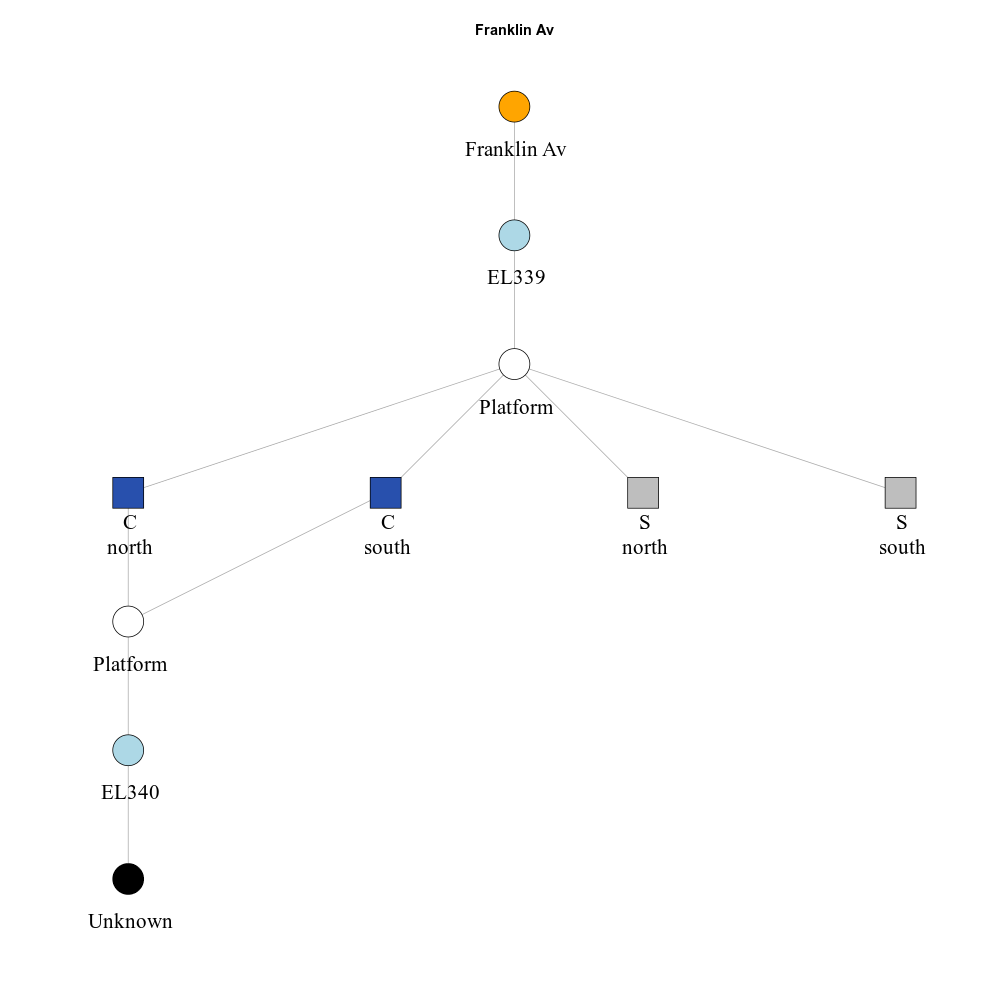 Franklin Av
Franklin Av
EL339
Platform
C
north
C
south
S
north
S
south
Platform
EL340
Unknown